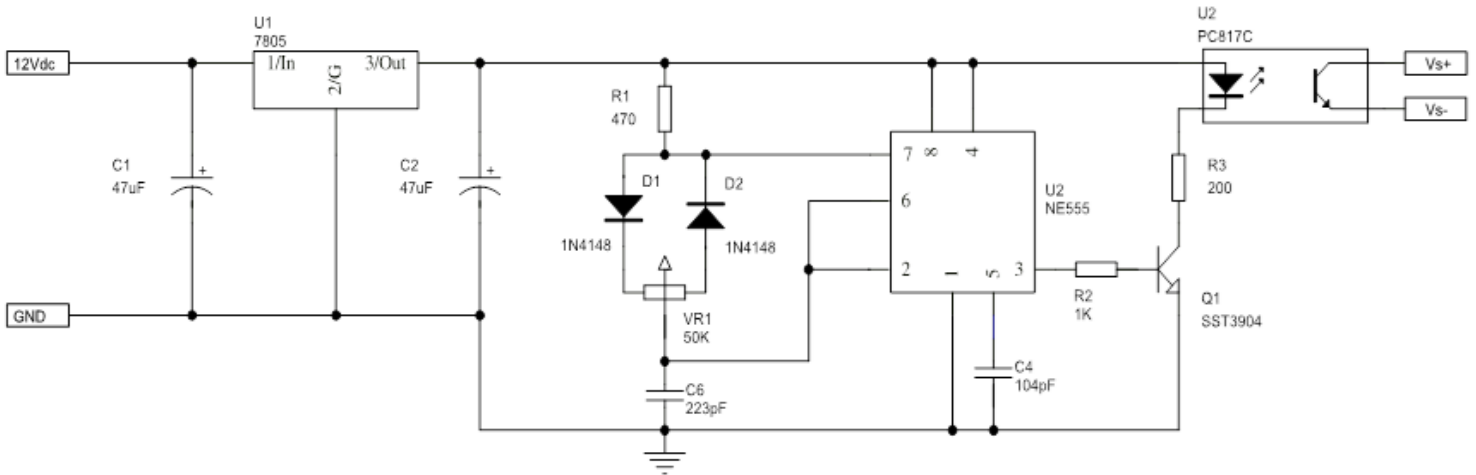 U1
7805
12Vdc
1/In
2/G
3/Out
U2
PC817C
Vs+
Vs-
R1
470
C1
47uF
+
C2
47uF
+
D1
1N4148
D2
1N4148
VR1
50K
C6
223pF
7
6
2
8
4
1
5
3
U2
NE555
R2
1K
R3
200
Q1
SST3904
C4
104pF
GND